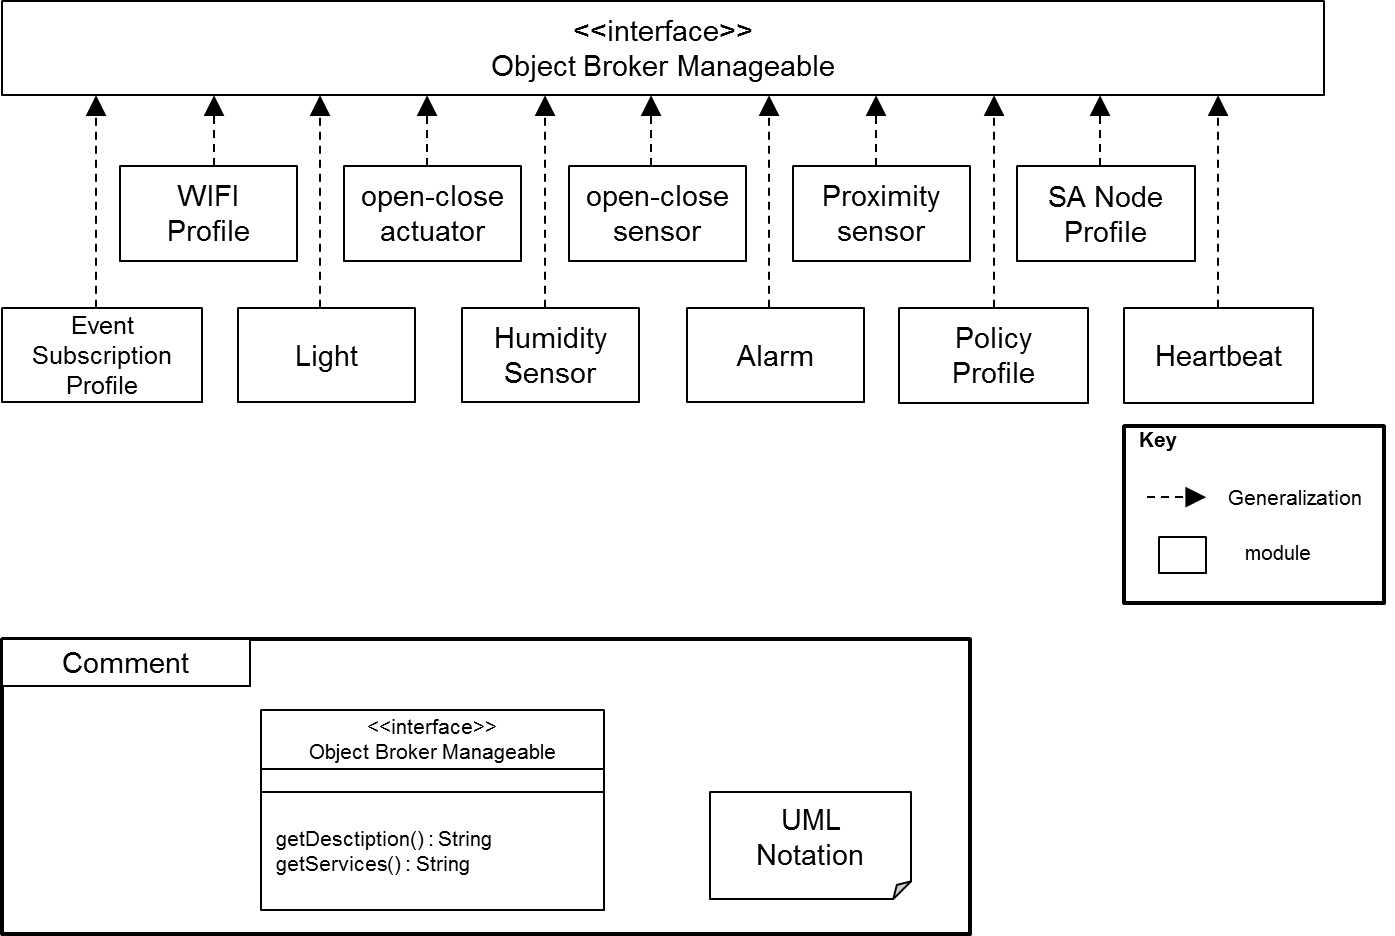 <<interface>>
Object Broker Manageable
WIFI
Profile
open-close
actuator
open-close
sensor
Proximity
sensor
SA Node
Profile
Event
Subscription
Profile
Light
Humidity
Sensor
Alarm
Policy
Profile
Heartbeat
Key
Generalization
module
Comment
<<interface>>
Object Broker Manageable
getDesctiption() : String
getServices() : String
UML
Notation